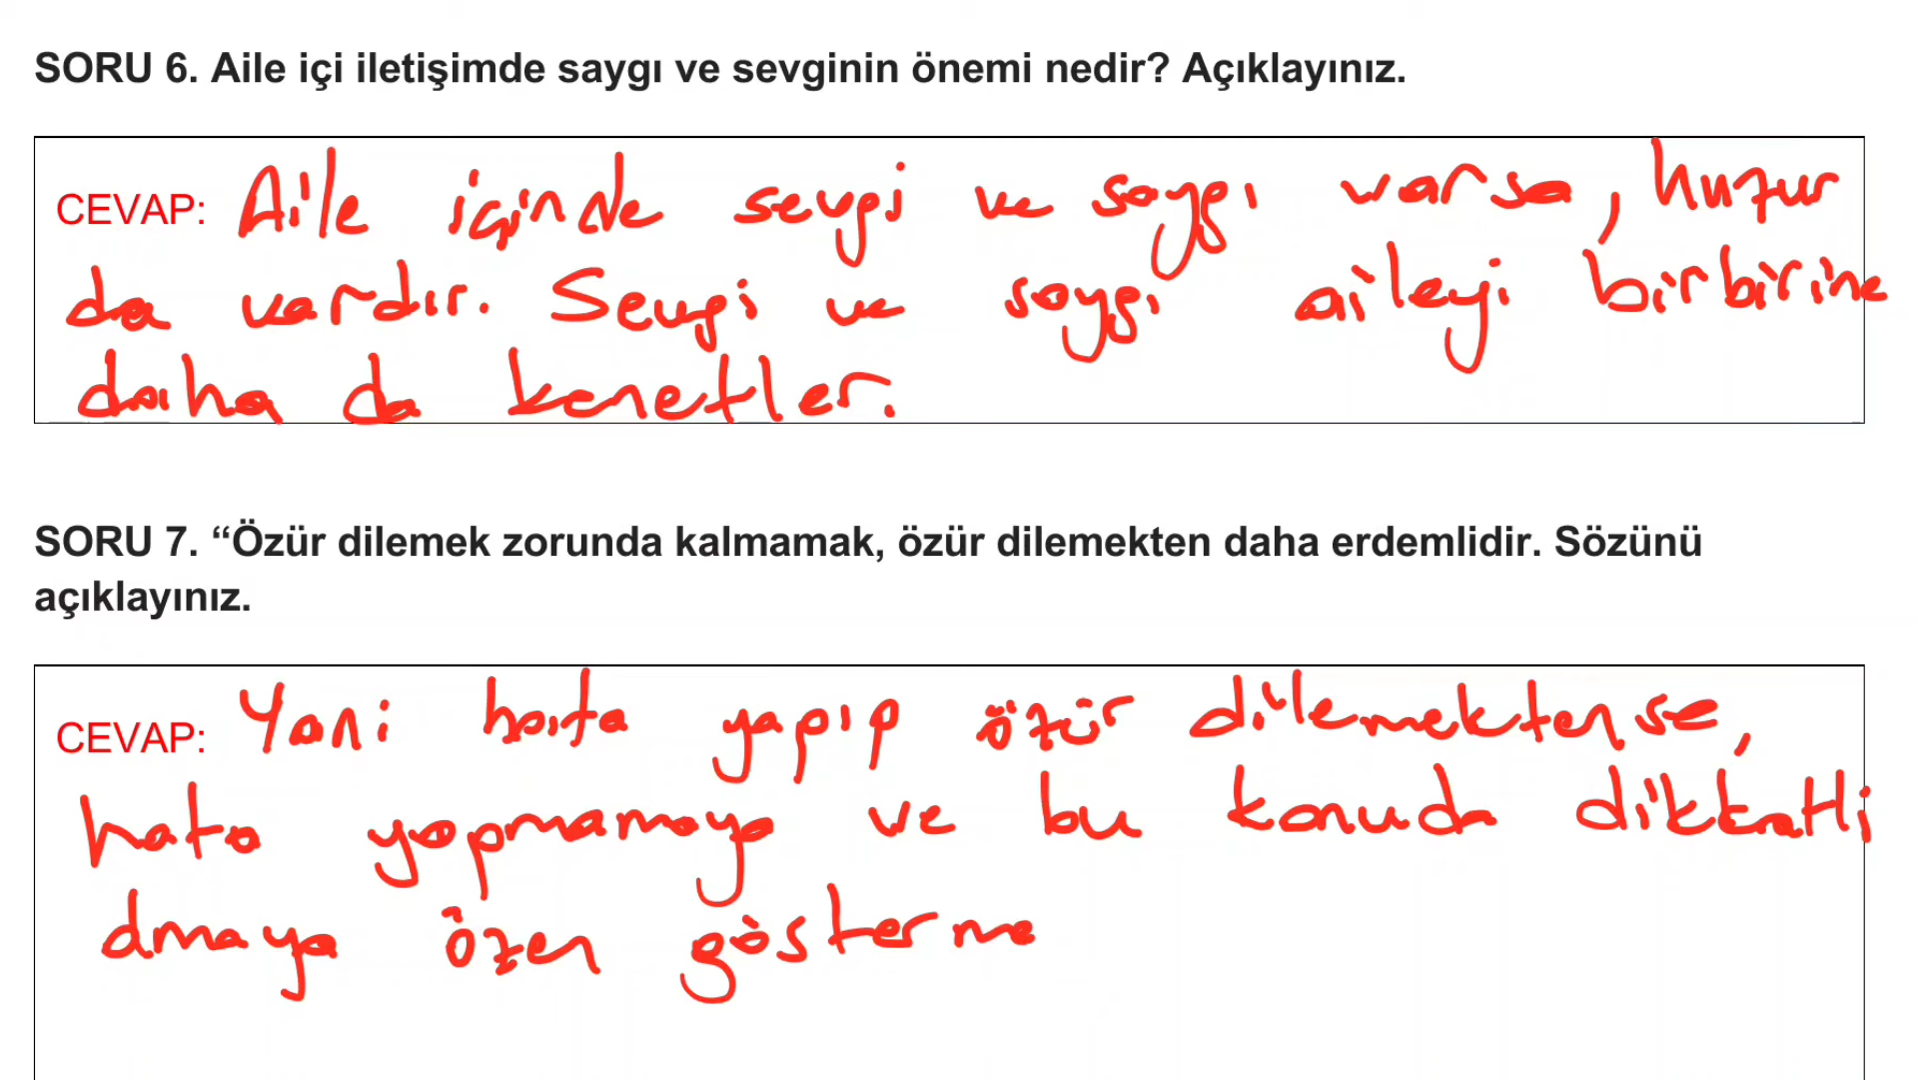 SORU 6. Aile içi iletişimde saygı ve sevginin önemi nedir? Açıklayınız.
CEVAP: Aile içinde sevgi ve saygı varsa, huzur
da vardır. Sevgi ve saygı aileyi birbirine
daha da kenetler.
SORU 7. “Özür dilemek zorunda kalmamak, özür dilemekten daha erdemlidir. Sözünü
açıklayınız.
CEVAP: Yani hata yapıp özür dilemektense,
hata yapmamaya ve bu konuda dikkatli
olmaya özen gösterme